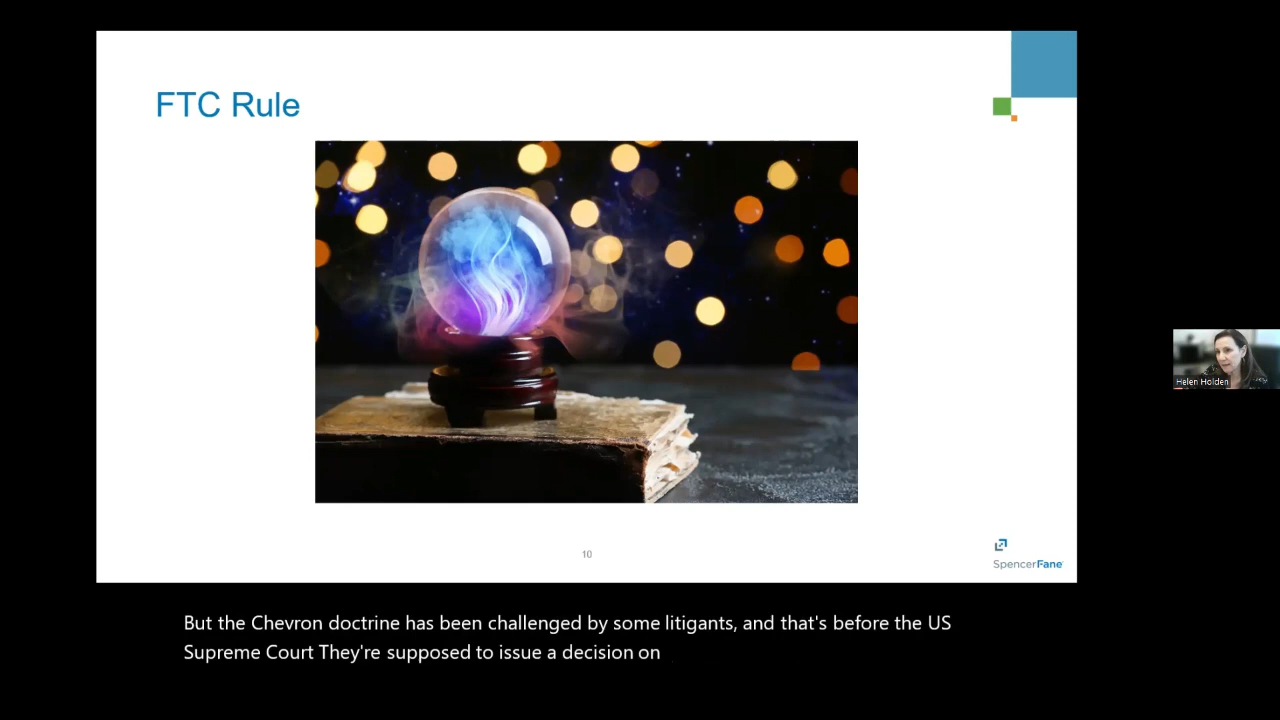 FTC Rule
Helen Holden
10
SpencerFane
But the Chevron doctrine has been challenged by some litigants, and that's before the US
Supreme Court They're supposed to issue a decision on